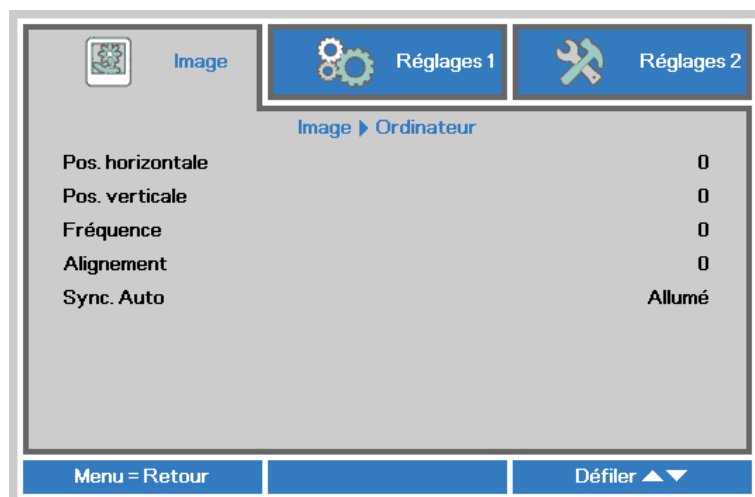 Image
Réglages 1
Réglages 2
Image Ordinateur
Pos. horizontale 0
Pos. verticale 0
Fréquence 0
Alignement 0
Sync. Auto Allumé
Menu = Retour
Défiler